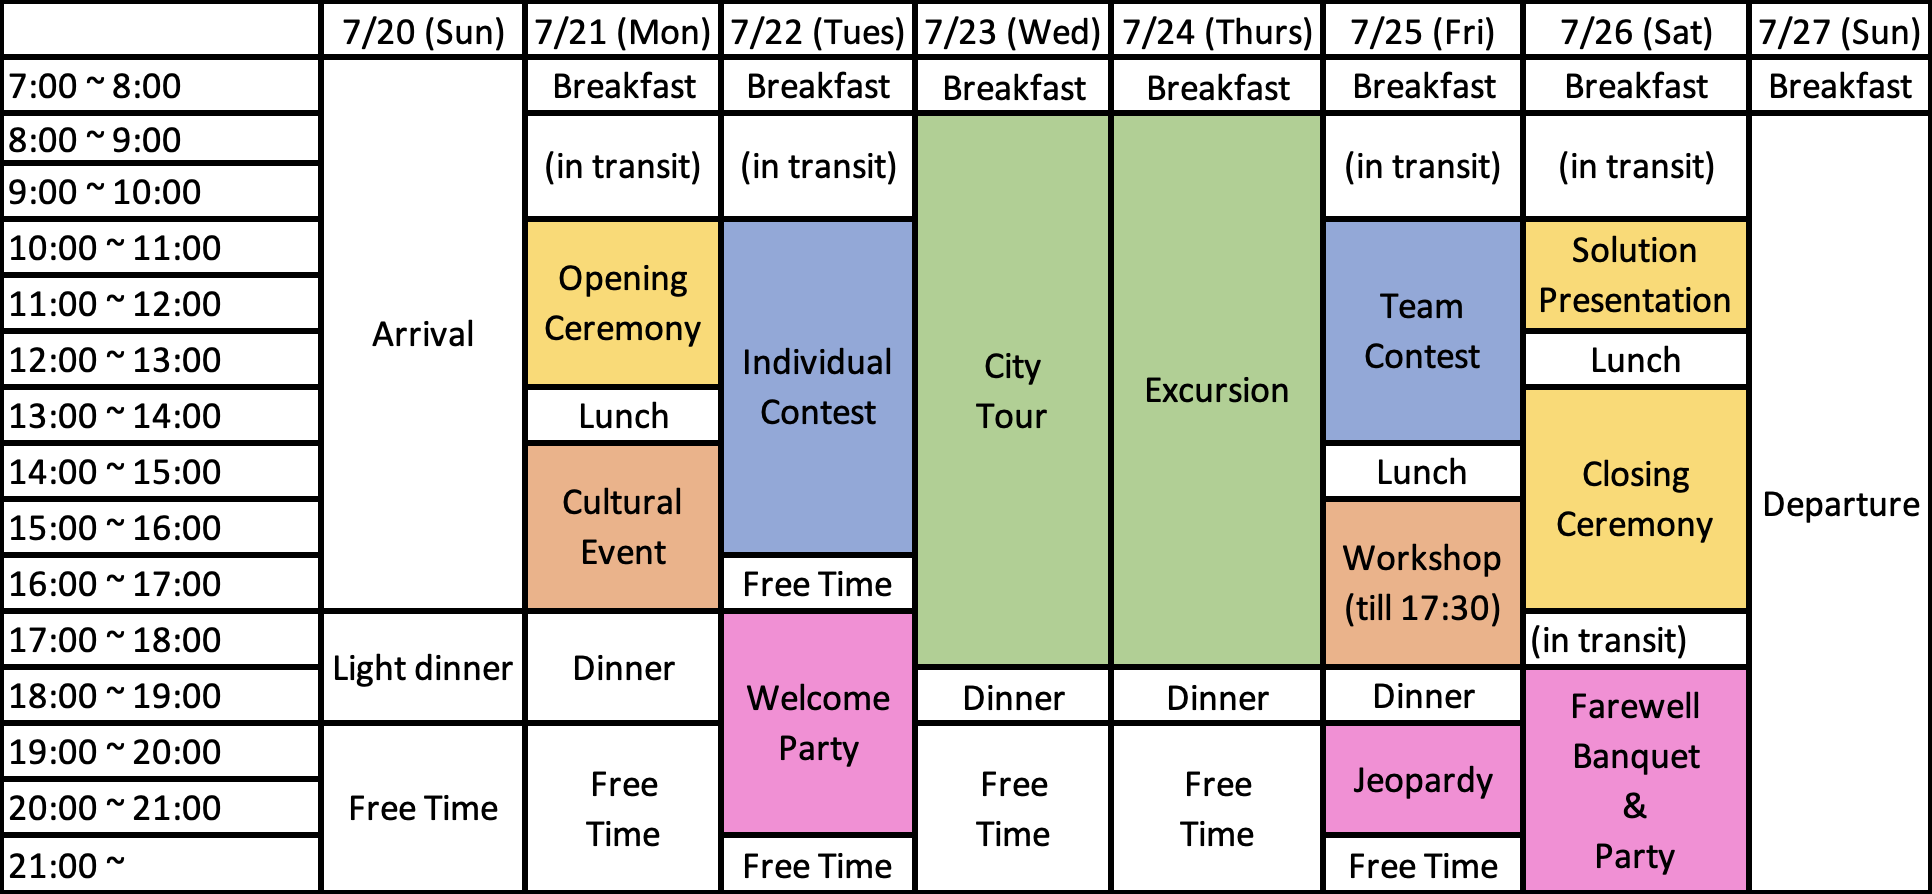 7/20 (Sun) 7/21 (Mon) 7/22 (Tues) 7/23 (Wed) 7/24 (Thurs) 7/25 (Fri) 7/26 (Sat) 7/27 (Sun)
7:00 ~ 8:00
8:00 ~ 9:00
9:00 ~ 10:00
10:00 ~ 11:00
11:00 ~ 12:00
12:00 ~ 13:00
13:00 ~ 14:00
14:00 ~ 15:00
15:00 ~ 16:00
16:00 ~ 17:00
17:00 ~ 18:00
18:00 ~ 19:00
19:00 ~ 20:00
20:00 ~ 21:00
21:00 ~
Arrival
Light dinner
Free Time
Breakfast
(in transit)
Opening
Ceremony
Lunch
Cultural
Event
Dinner
Free
Time
Breakfast
(in transit)
Individual
Contest
Free Time
Welcome
Party
Free Time
Breakfast
City
Tour
Dinner
Free
Time
Breakfast
Excursion
Dinner
Free
Time
Breakfast
(in transit)
Team
Contest
Lunch
Workshop
(till 17:30)
Dinner
Jeopardy
Free Time
Breakfast
(in transit)
Solution
Presentation
Lunch
Closing
Ceremony
(in transit)
Farewell
Banquet
&
Party
Breakfast
Departure